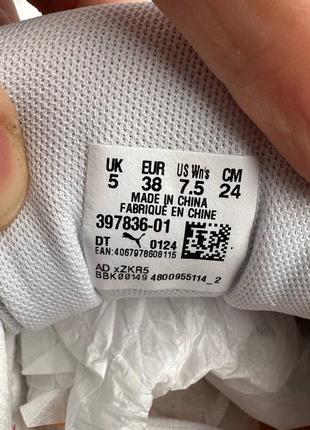 UK EUR US Wn's CM
5 38 7.5 24
MADE IN CHINA
FABRIQUÉ EN CHINE
397836-01
DT 0124
EAN:4067978608115
AD xZKR5
BBK00149 4800955114_2